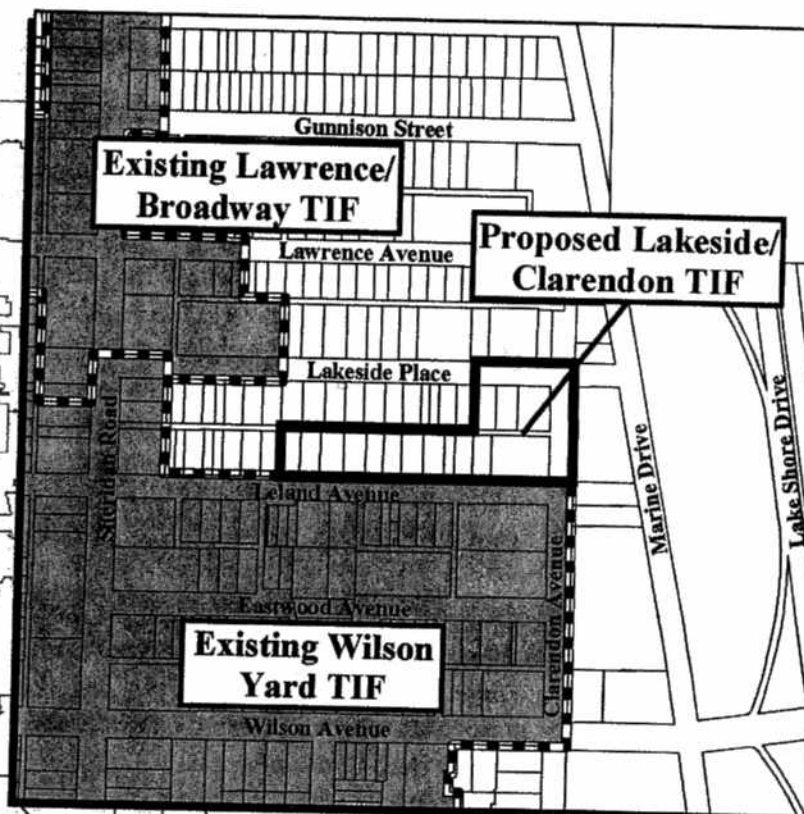 Gunnison Street
Existing Lawrence/
Broadway TIF
Proposed Lakeside/
Clarendon TIF
Lawrence Avenue
Lakeside Place
Sheridan Road
Marine Drive
Lake Shore Drive
Leland Avenue
Clarendon Avenue
Eastwood Avenue
Existing Wilson
Yard TIF
Wilson Avenue